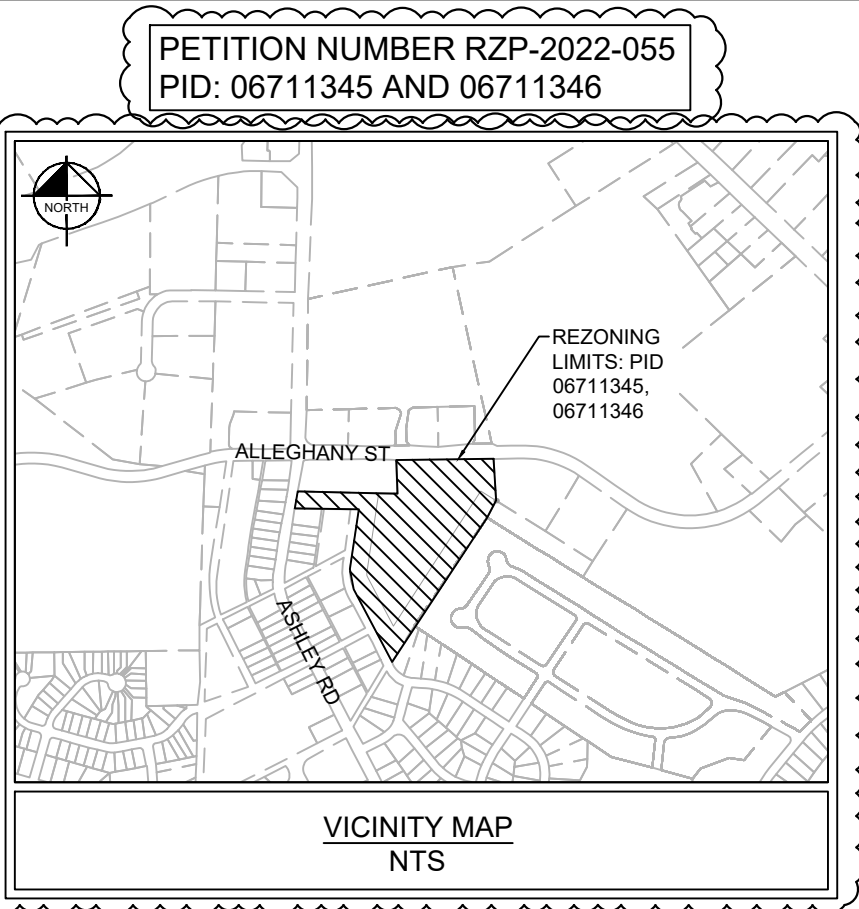 PETITION NUMBER RZP-2022-055
PID: 06711345 AND 06711346
NORTH
REZONING
LIMITS: PID
06711345,
06711346
ALLEGHANY ST
ASHLEY RD
VICINITY MAP
NTS